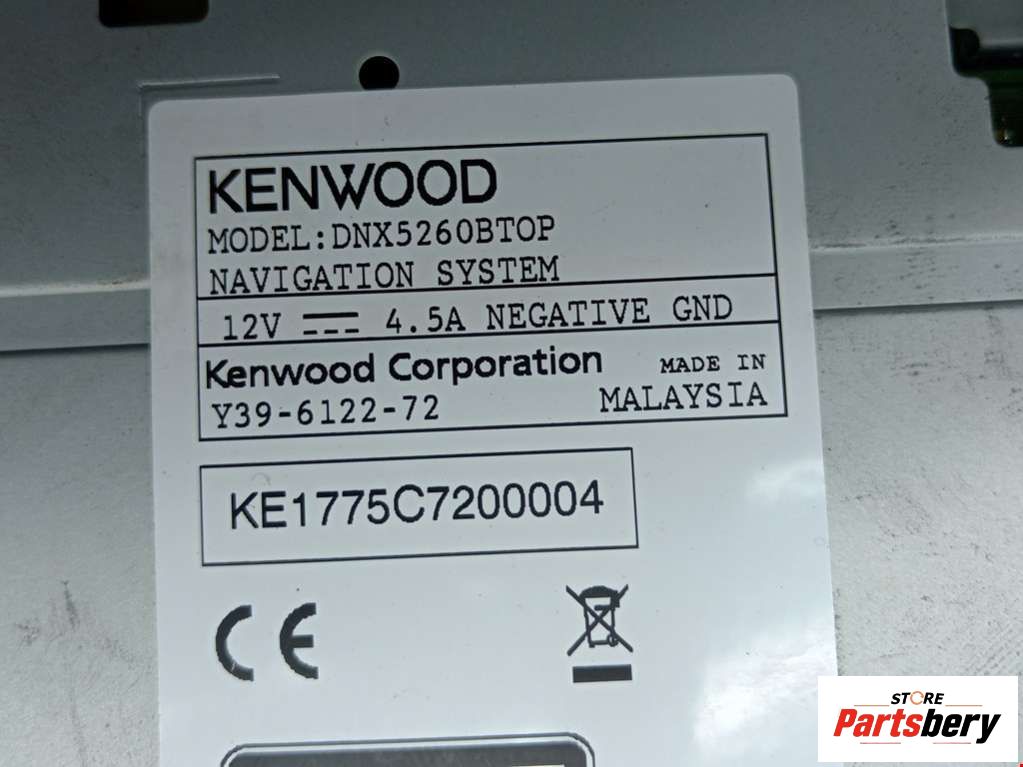 KENWOOD
MODEL:DNX5260BTOP
NAVIGATION SYSTEM
12V 4.5A NEGATIVE GND
Kenwood Corporation MADE IN
Y39-6122-72 MALAYSIA
KE1775C7200004
CE
STORE
Partsbery